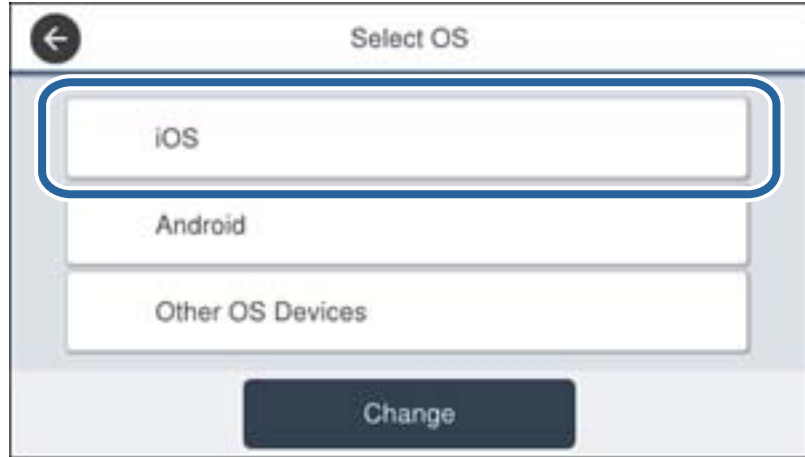 Select OS
iOS
Android
Other OS Devices
Change